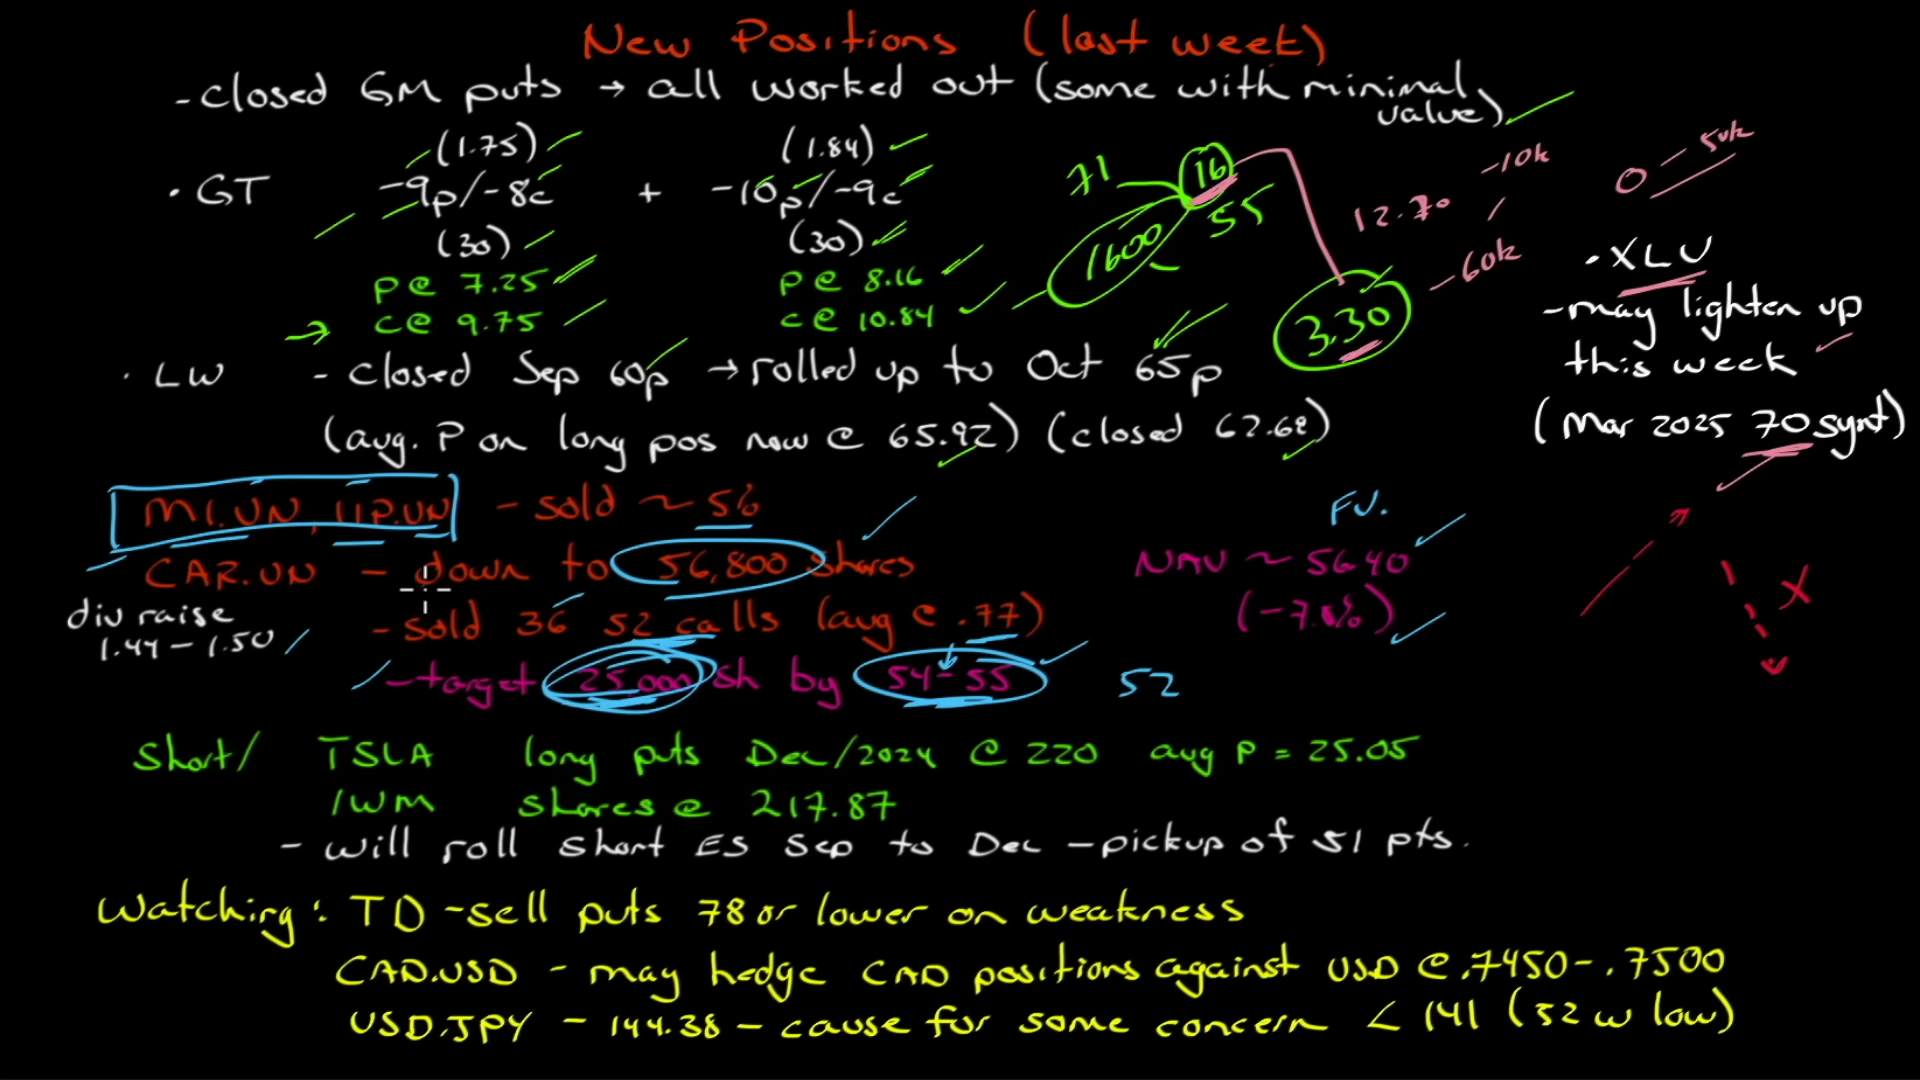 New Positions (last week)
- closed GM puts → all worked out (some with minimal value)
(1.75) (1.84)
• GT -9p/-8c + -10p/-9c
(30) (30)
p @ 7.25 p @ 8.16
→ c @ 9.75 c @ 10.84
71 16 55 1600
12.70 3.30
-10k
-60k
0 - 50k
• XLU
- may lighten up
this week
(Mar 2025 70 synt)
• LW - closed Sep 60p → rolled up to Oct 65p
(avg. P on long pos now @ 65.92) (closed 62.68)
MI.UN, IIP.UN - sold ~ 5%
CAR.UN - down to 56,800 shares
div raise
1.44 - 1.50
- sold 36 52 calls (avg @ .77)
- target 25,000 sh by 54-55 52
F.V.
NAV ~ 56.40
X
Short/ TSLA long puts Dec/2024 @ 220 avg P = 25.05
IWM shares @ 217.87
- will roll short ES Sep to Dec - pickup of 51 pts.
Watching: TD - sell puts 78 or lower on weakness
CAD.USD - may hedge CAD positions against USD @ .7450 - .7500
USD.JPY - 144.38 - cause for some concern < 141 (52 w low)